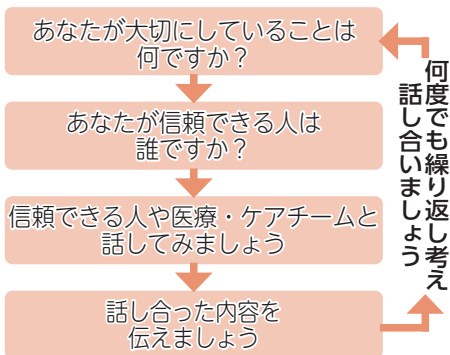 あなたが大切にしていることは
何ですか？
あなたが信頼できる人は
誰ですか？
信頼できる人や医療・ケアチームと
話してみましょう
話し合った内容を
伝えましょう
何度でも繰り返し考え
話し合いましょう